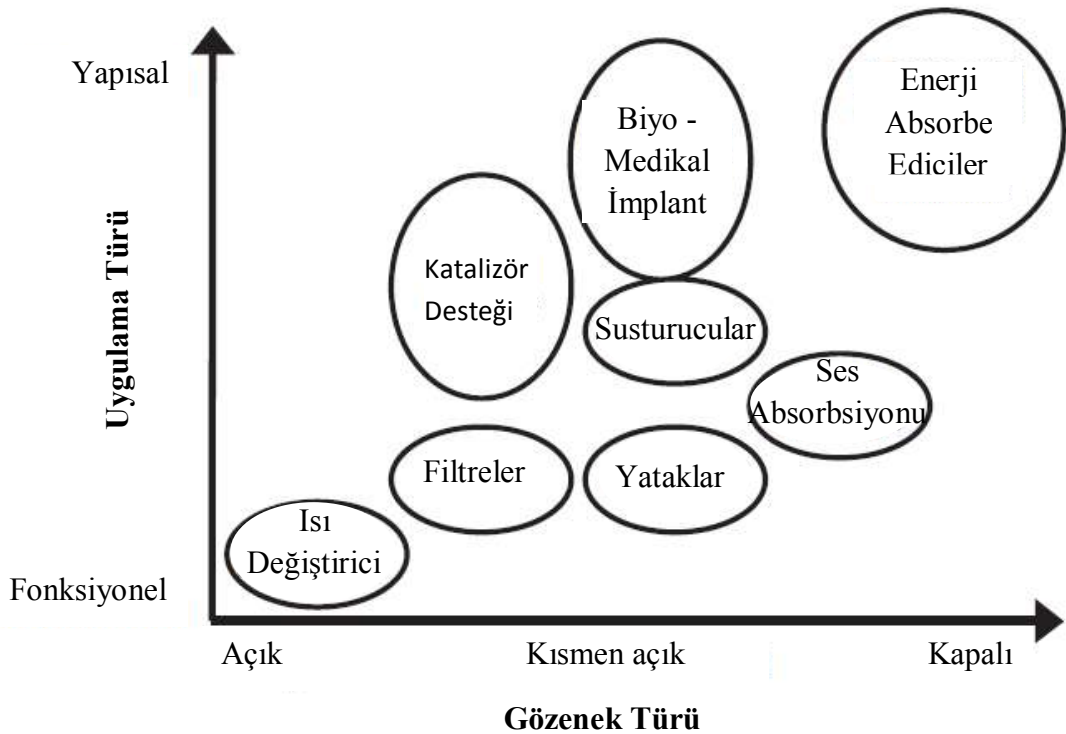 Yapısal
Enerji
Absorbe
Ediciler
Biyo -
Medikal
İmplant
Katalizör
Desteği
Susturucular
Ses
Absorbsiyonu
Filtreler
Yataklar
Isı
Değiştirici
Uygulama Türü
Fonksiyonel
Açık
Kısmen açık
Kapalı
Gözenek Türü